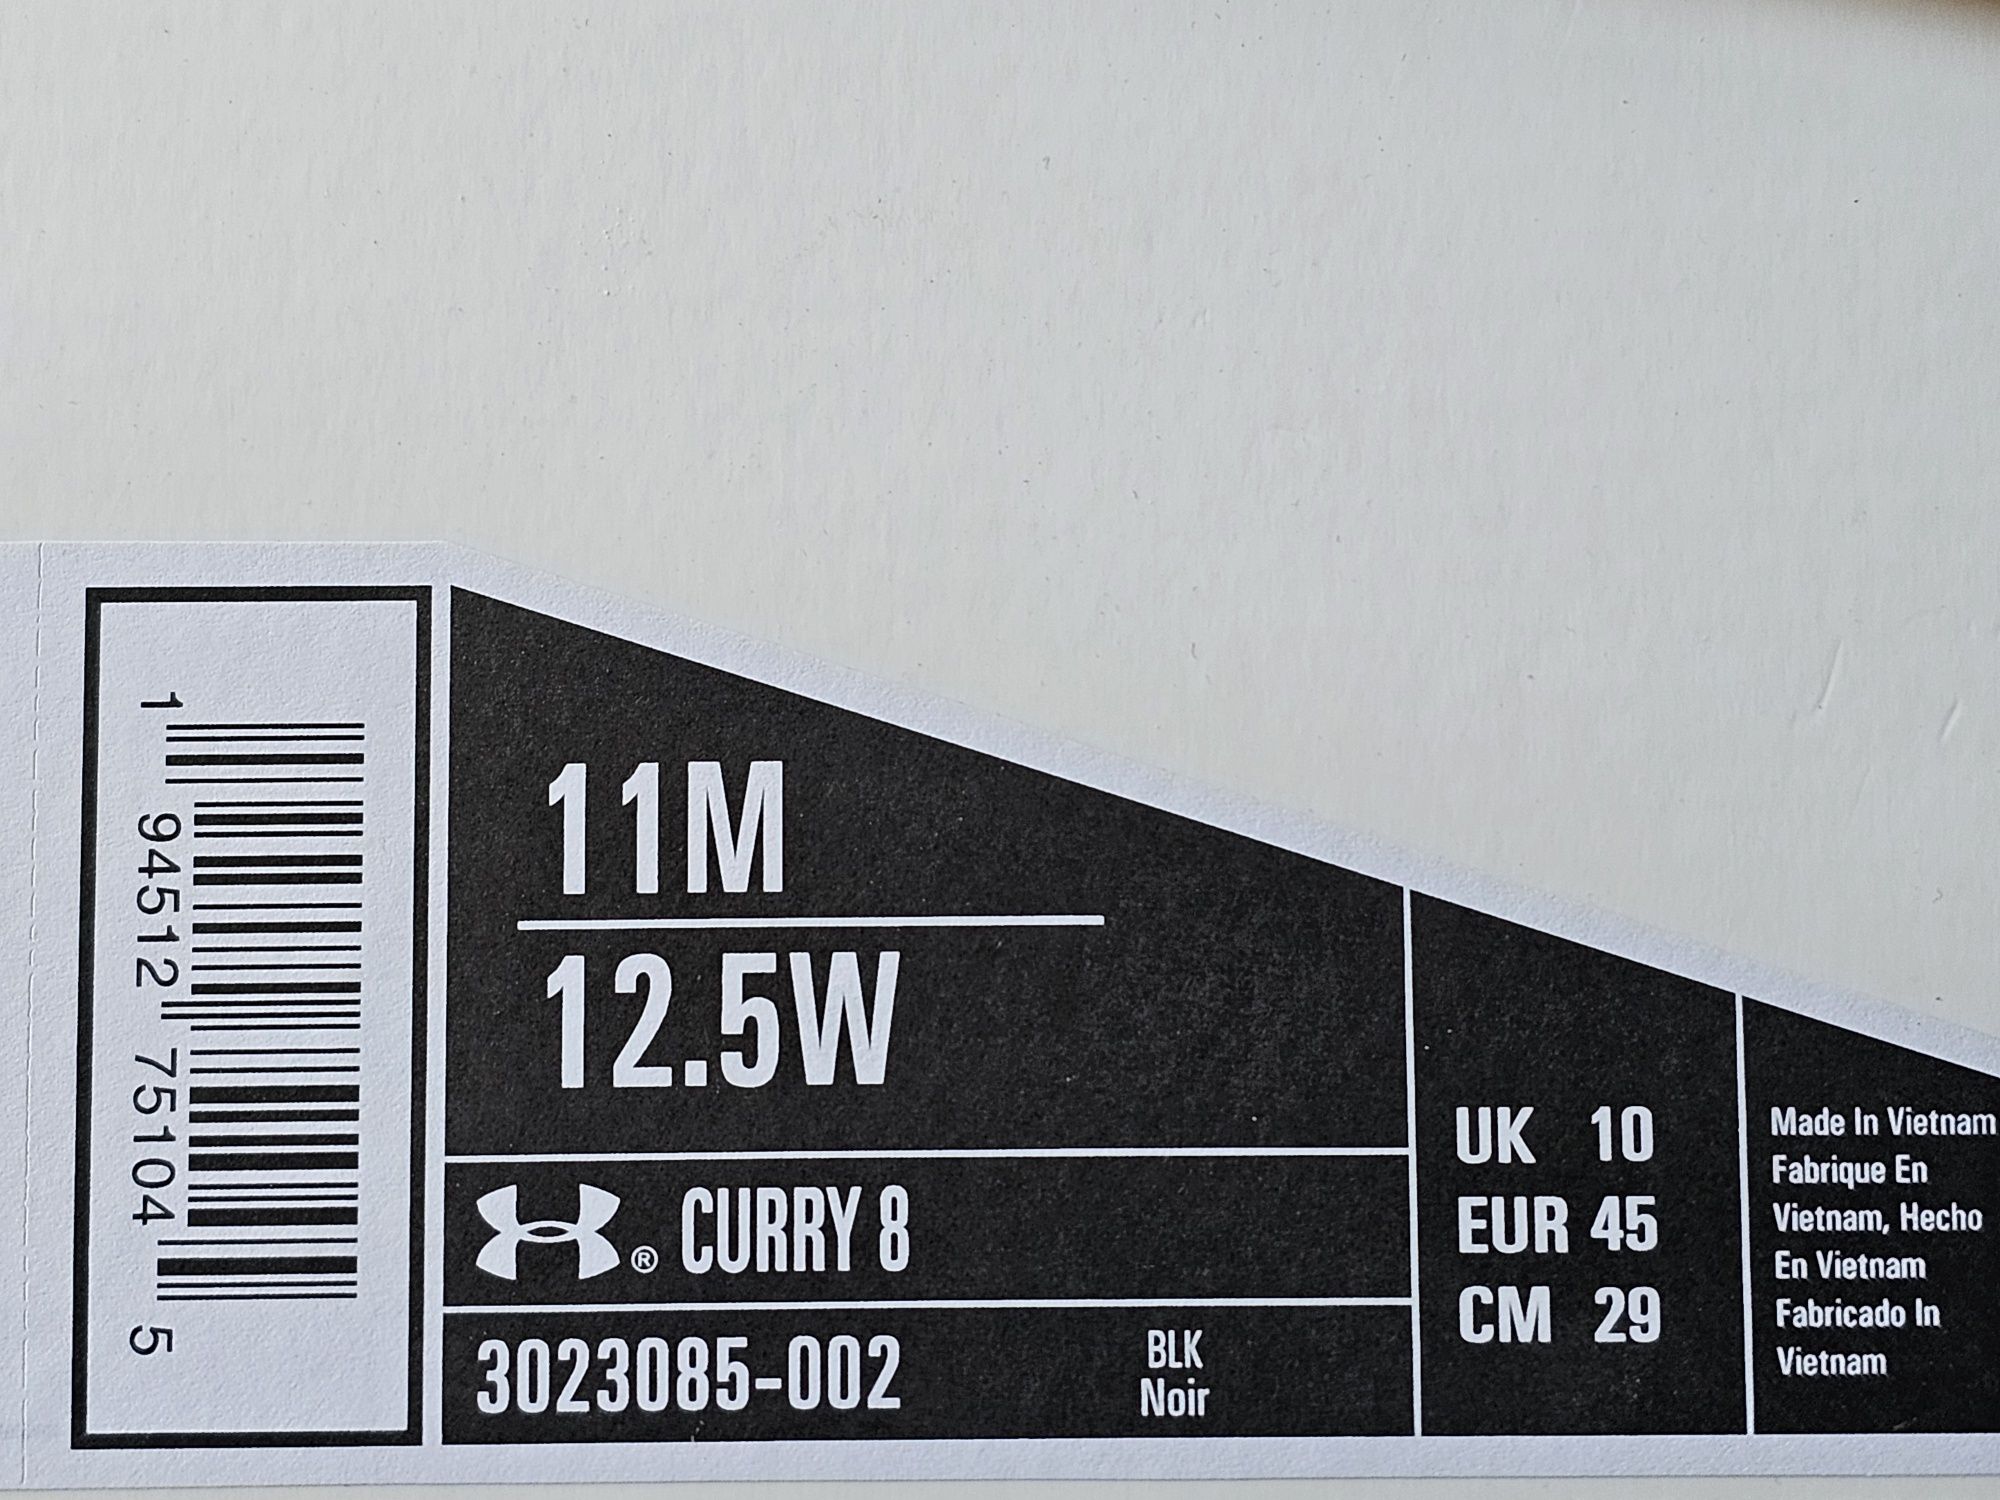 1 94512 75104 5
11M
12.5W
® CURRY 8
3023085-002
BLK
Noir
UK 10
EUR 45
CM 29
Made In Vietnam
Fabrique En
Vietnam, Hecho
En Vietnam
Fabricado In
Vietnam